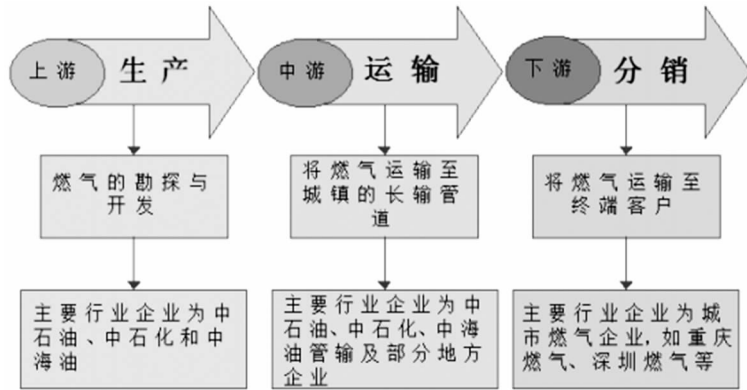 上游
生产
中游
运输
下游
分销
燃气的勘探与
开发
将燃气运输至
城镇的长输管
道
将燃气运输至
终端客户
主要行业企业为中
石油、中石化和中
海油
主要行业企业为中
石油、中石化、中海
油管输及部分地方
企业
主要行业企业为城
市燃气企业，如重庆
燃气、深圳燃气等